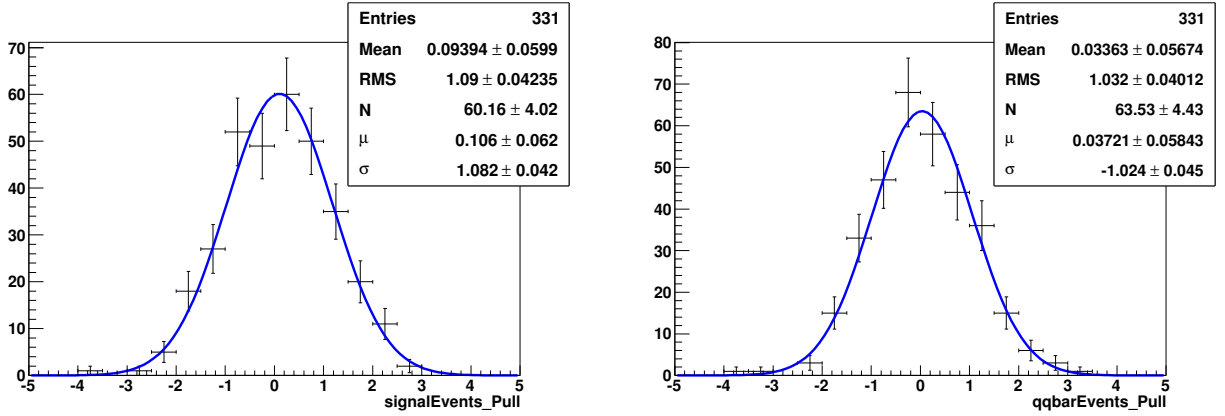 Entries 331
Mean 0.09394 ± 0.0599
RMS 1.09 ± 0.04235
N 60.16 ± 4.02
μ 0.106 ± 0.062
σ 1.082 ± 0.042
70
60
50
40
30
20
10
0
-5 -4 -3 -2 -1 0 1 2 3 4 5
signalEvents_Pull
Entries 331
Mean 0.03363 ± 0.05674
RMS 1.032 ± 0.04012
N 63.53 ± 4.43
μ 0.03721 ± 0.05843
σ -1.024 ± 0.045
80
70
60
50
40
30
20
10
0
-5 -4 -3 -2 -1 0 1 2 3 4 5
qqbarEvents_Pull